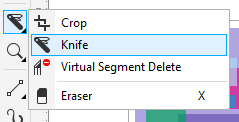 Crop
Knife
Virtual Segment Delete
Eraser X